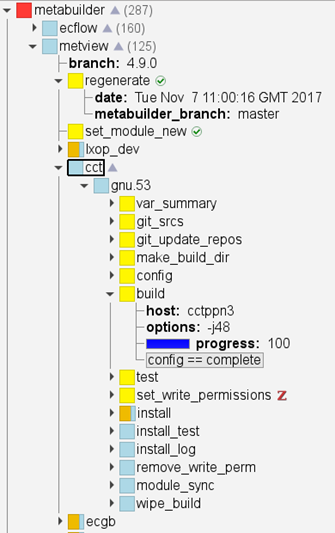 metabuilder (287)
ecflow (160)
metview (125)
branch: 4.9.0
regenerate
date: Tue Nov 7 11:00:16 GMT 2017
metabuilder_branch: master
set_module_new
lxop_dev
cct
gnu.53
var_summary
git_srcs
git_update_repos
make_build_dir
config
build
host: cctppn3
options: -j48
progress: 100
config == complete
test
set_write_permissions Z
install
install_test
install_log
remove_write_perm
module_sync
wipe_build
ecgb